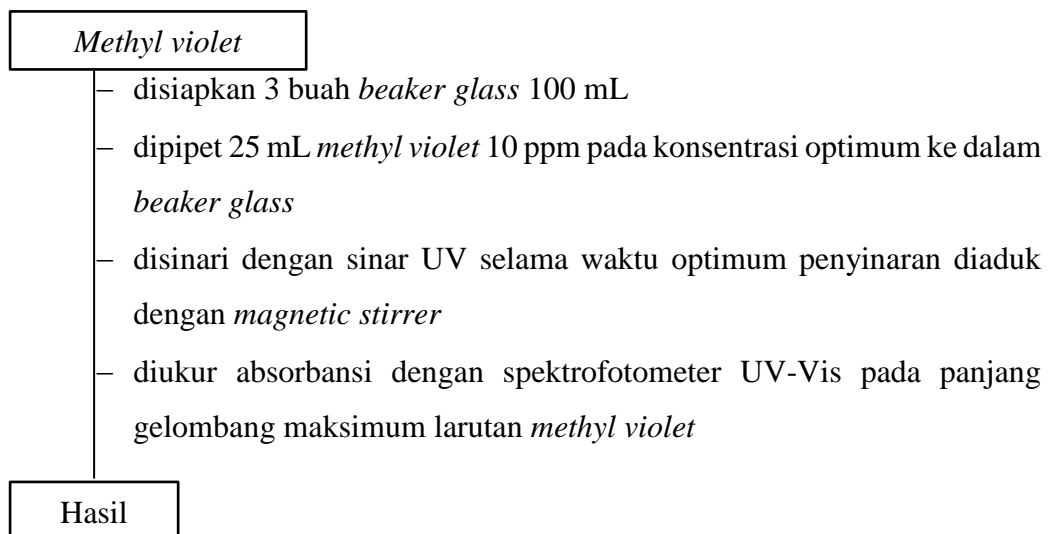 Methyl violet
– disiapkan 3 buah beaker glass 100 mL
– dipipet 25 mL methyl violet 10 ppm pada konsentrasi optimum ke dalam
beaker glass
– disinari dengan sinar UV selama waktu optimum penyinaran diaduk
dengan magnetic stirrer
– diukur absorbansi dengan spektrofotometer UV-Vis pada panjang
gelombang maksimum larutan methyl violet
Hasil